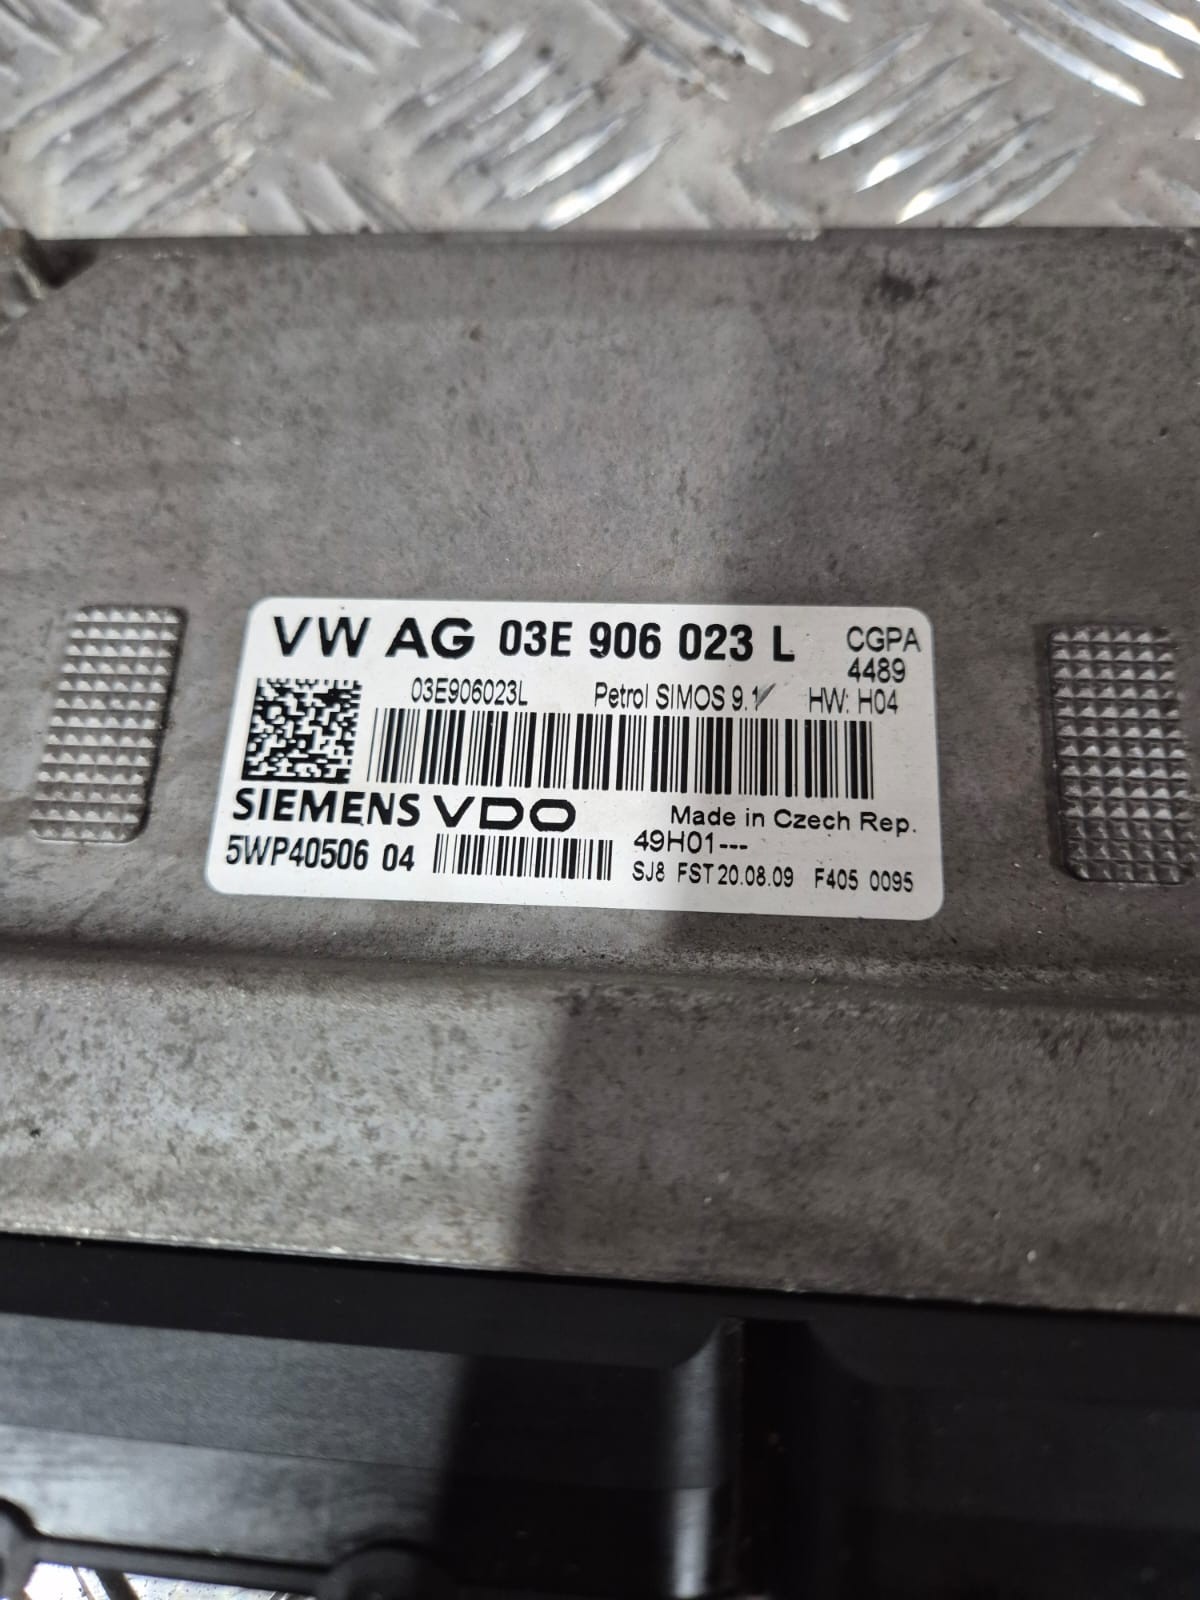 VW AG 03E 906 023 L CGPA
4489
03E906023L Petrol SIMOS 9.1 HW: H04
SIEMENS VDO Made in Czech Rep.
5WP40506 04 49H01---
SJ8 FST 20.08.09 F405 0095